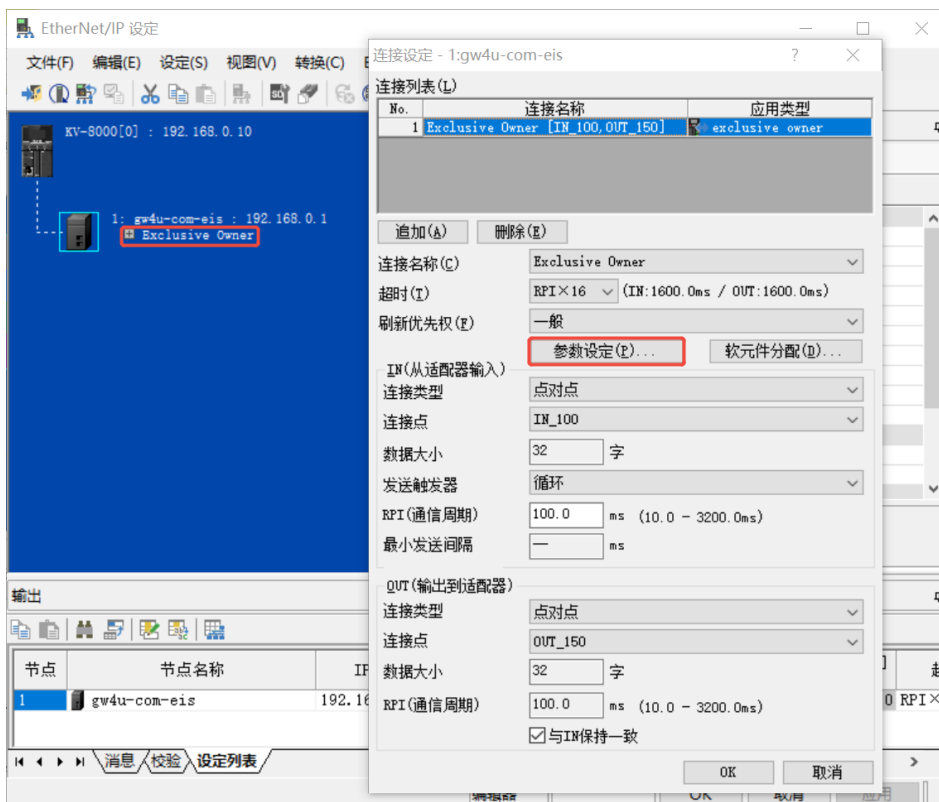 EtherNet/IP 设定
文件(F) 编辑(E) 设定(S) 视图(V) 转换(C)
KV-8000[0] : 192.168.0.10
1: gw4u-com-eis : 192.168.0.1
Exclusive Owner
连接设定 - 1:gw4u-com-eis
连接列表(L)
No. 连接名称 应用类型
1 Exclusive Owner [IN_100,OUT_150] exclusive owner
追加(A) 删除(E)
连接名称(C) Exclusive Owner
超时(T) RPI×16 (IN:1600.0ms / OUT:1600.0ms)
刷新优先权(F) 一般
参数设定(P)... 软元件分配(D)...
IN(从适配器输入)
连接类型 点对点
连接点 IN_100
数据大小 32 字
发送触发器 循环
RPI(通信周期) 100.0 ms (10.0 - 3200.0ms)
最小发送间隔 — ms
OUT(输出到适配器)
连接类型 点对点
连接点 OUT_150
数据大小 32 字
RPI(通信周期) 100.0 ms (10.0 - 3200.0ms)
与IN保持一致
OK 取消
输出
节点 节点名称 IP
1 gw4u-com-eis 192.16
0 RPI×
消息 校验 设定列表
编辑器 OK 取消 应用